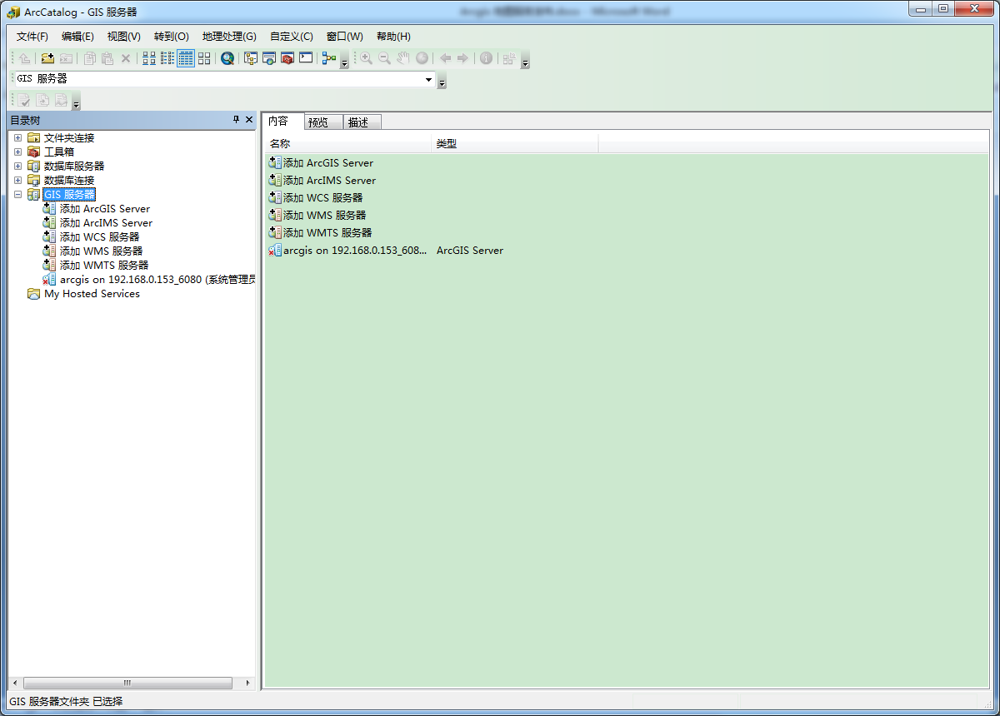 ArcCatalog - GIS 服务器
文件(F) 编辑(E) 视图(V) 转到(O) 地理处理(G) 自定义(C) 窗口(W) 帮助(H)
GIS 服务器
目录树
文件夹连接
工具箱
数据库服务器
数据库连接
GIS 服务器
添加 ArcGIS Server
添加 ArcIMS Server
添加 WCS 服务器
添加 WMS 服务器
添加 WMTS 服务器
arcgis on 192.168.0.153_6080 (系统管理员
My Hosted Services
内容 预览 描述
名称 类型
添加 ArcGIS Server
添加 ArcIMS Server
添加 WCS 服务器
添加 WMS 服务器
添加 WMTS 服务器
arcgis on 192.168.0.153_608... ArcGIS Server
GIS 服务器文件夹 已选择